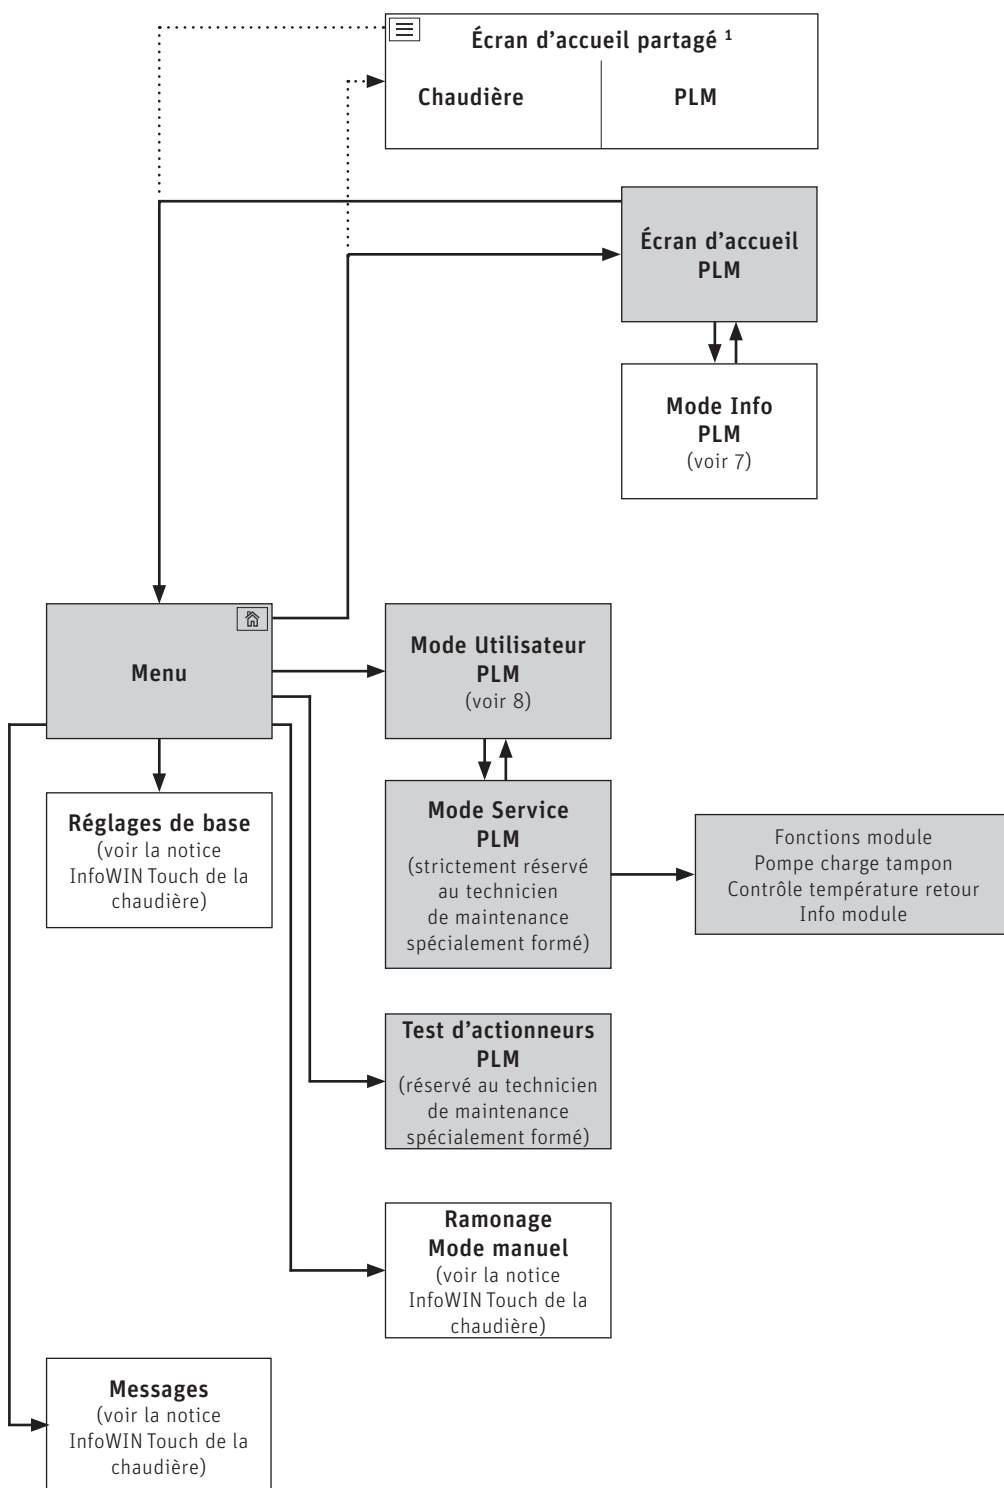 Écran d’accueil partagé ¹
Chaudière
PLM
Écran d’accueil
PLM
Mode Info
PLM
(voir 7)
Menu
Mode Utilisateur
PLM
(voir 8)
Réglages de base
(voir la notice
InfoWIN Touch de la
chaudière)
Mode Service
PLM
(strictement réservé
au technicien
de maintenance
spécialement formé)
Fonctions module
Pompe charge tampon
Contrôle température retour
Info module
Test d’actionneurs
PLM
(réservé au technicien
de maintenance
spécialement formé)
Ramonage
Mode manuel
(voir la notice
InfoWIN Touch de la
chaudière)
Messages
(voir la notice
InfoWIN Touch de la
chaudière)